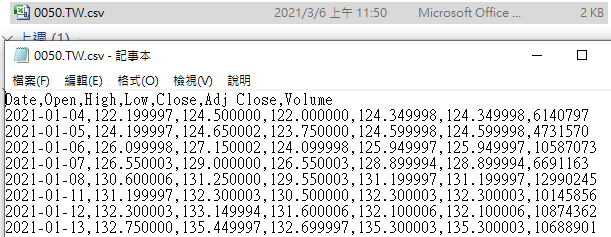 0050.TW.csv 2021/3/6 上午 11:50 Microsoft Office ... 2 KB
上週 (1)
0050.TW.csv - 記事本
檔案(F) 編輯(E) 格式(O) 檢視(V) 說明
Date,Open,High,Low,Close,Adj Close,Volume
2021-01-04,122.199997,124.500000,122.000000,124.349998,124.349998,6140797
2021-01-05,124.199997,124.650002,123.750000,124.599998,124.599998,4731570
2021-01-06,126.099998,127.150002,124.099998,125.949997,125.949997,10587073
2021-01-07,126.550003,129.000000,126.550003,128.899994,128.899994,6691163
2021-01-08,130.600006,131.250000,129.550003,131.199997,131.199997,12990245
2021-01-11,131.199997,132.300003,130.500000,132.300003,132.300003,10145856
2021-01-12,132.300003,133.149994,131.600006,132.100006,132.100006,10874362
2021-01-13,132.750000,135.449997,132.699997,135.300003,135.300003,10688901